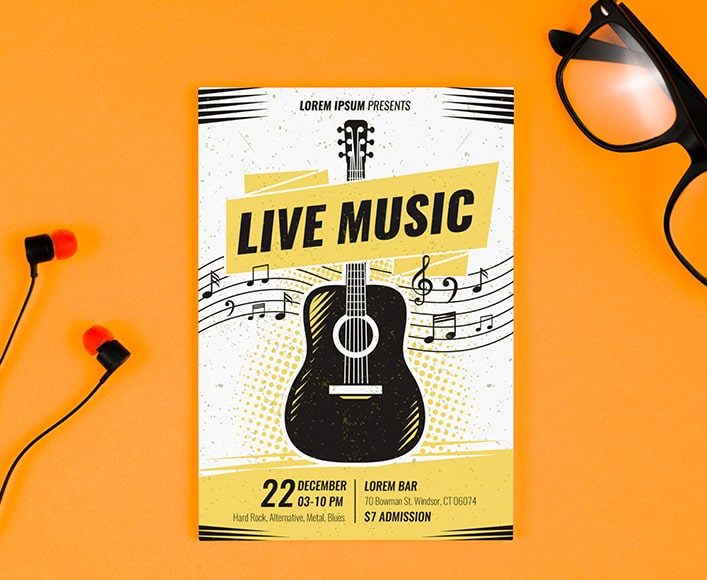 LOREM IPSUM PRESENTS
LIVE MUSIC
22 DECEMBER
03-10 PM
Hard Rock, Alternative, Metal, Blues
LOREM BAR
70 Bowman St. Windsor, CT 06074
$7 ADMISSION